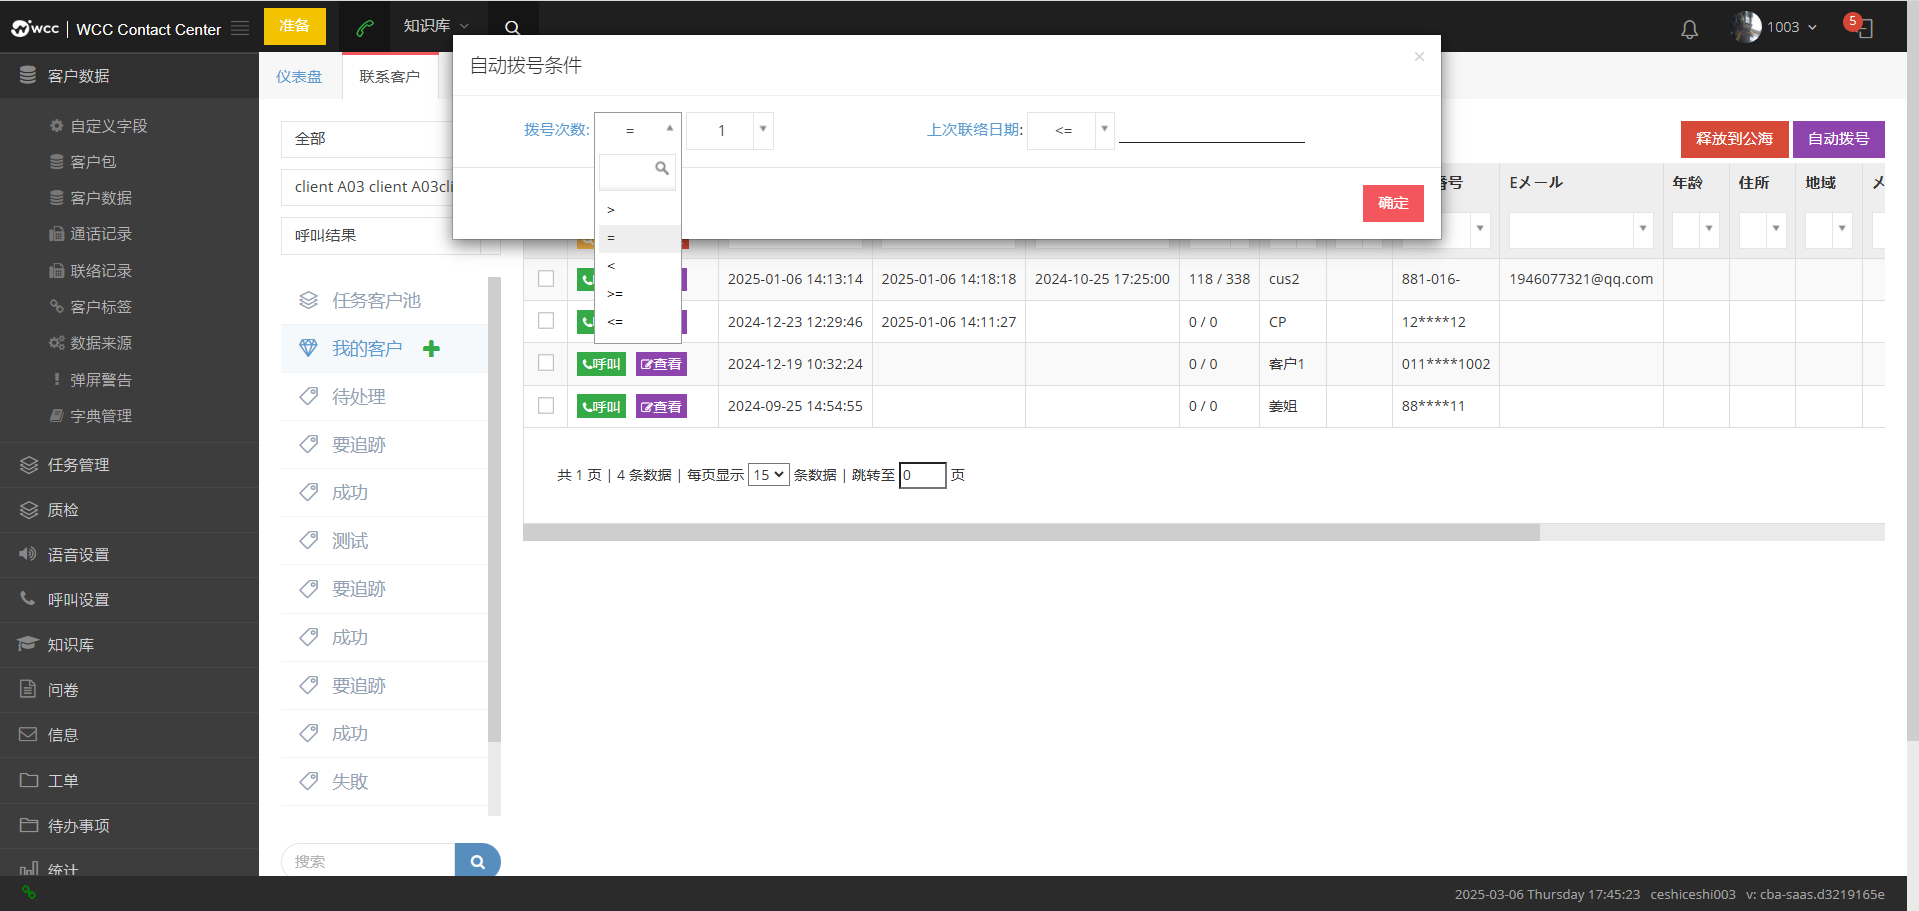 wcc | WCC Contact Center
准备
知识库
1003
5
客户数据
自定义字段
客户包
客户数据
通话记录
联络记录
客户标签
数据来源
弹屏警告
字典管理
任务管理
质检
语音设置
呼叫设置
知识库
问卷
信息
工单
待办事项
统计
仪表盘
联系客户
全部
client A03 client A03cli
呼叫结果
任务客户池
我的客户
待处理
要追跡
成功
测试
要追跡
成功
要追跡
成功
失敗
搜索
自动拨号条件
×
拨号次数: = 1 上次联络日期: <=
>
=
<
>=
<=
确定
释放到公海 自动拨号
番号 Eメール 年龄 住所 地域 メ
2025-01-06 14:13:14 2025-01-06 14:18:18 2024-10-25 17:25:00 118 / 338 cus2 881-016- 1946077321@qq.com
2024-12-23 12:29:46 2025-01-06 14:11:27 0 / 0 CP 12****12
呼叫 查看 2024-12-19 10:32:24 0 / 0 客户1 011****1002
呼叫 查看 2024-09-25 14:54:55 0 / 0 姜姐 88****11
共 1 页 | 4 条数据 | 每页显示 15 条数据 | 跳转至 0 页
2025-03-06 Thursday 17:45:23 ceshiceshi003 v: cba-saas.d3219165e